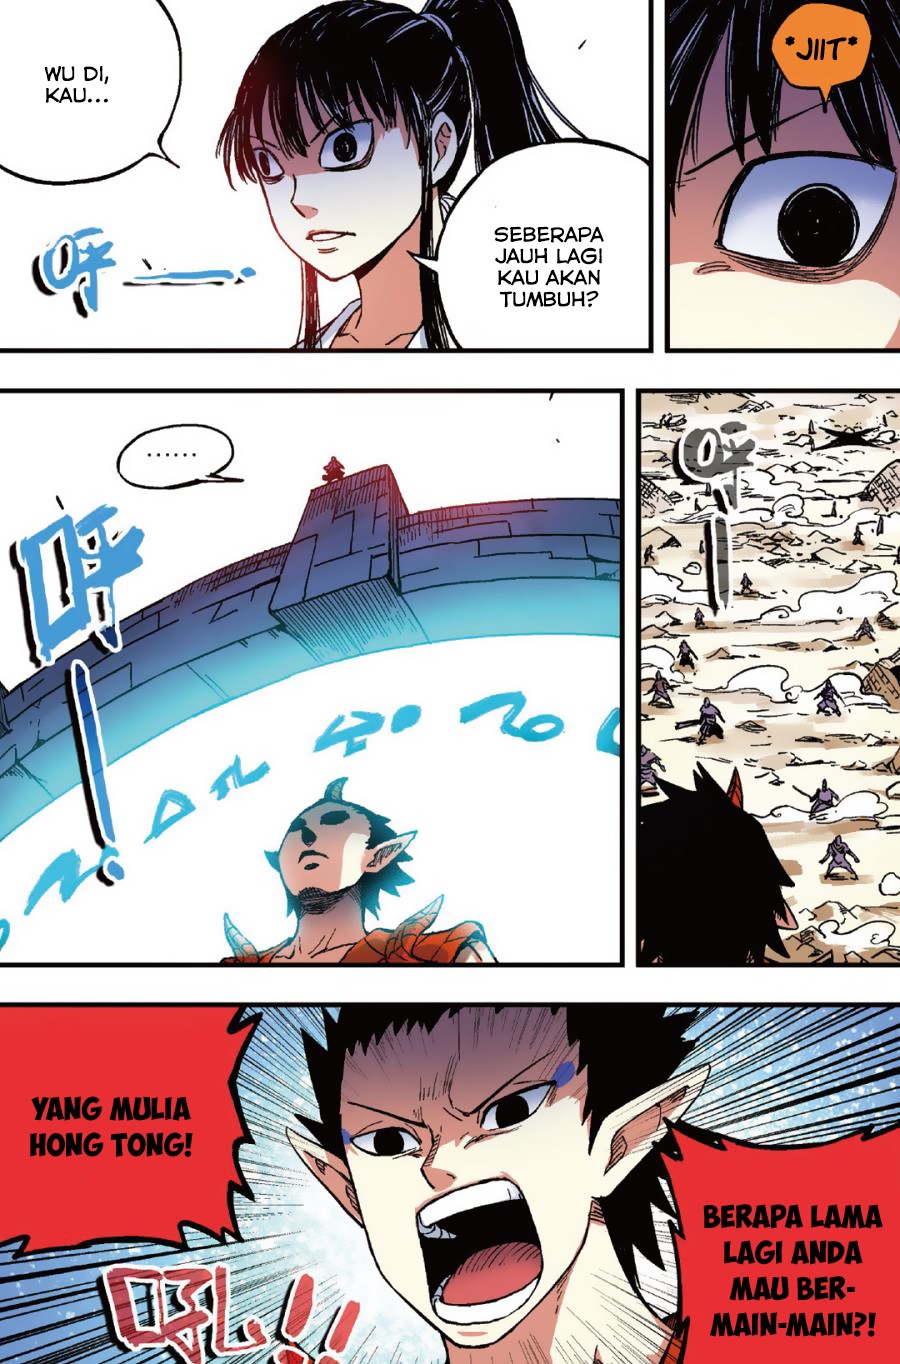 WU DI,
KAU...
*JIIT*
SEBERAPA
JAUH LAGI
KAU AKAN
TUMBUH?
呼
......
呼
呼
YANG MULIA
HONG TONG!
BERAPA LAMA
LAGI ANDA
MAU BER-
MAIN-MAIN?!
吼!!